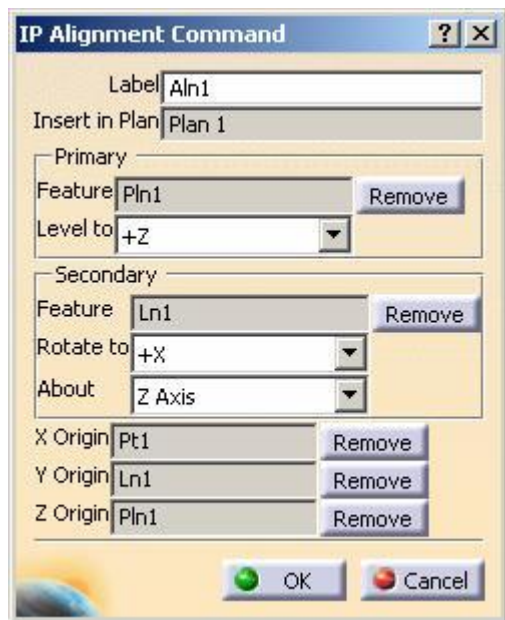 IP Alignment Command ? X
Label Aln1
Insert in Plan Plan 1
Primary
Feature Pln1 Remove
Level to +Z
Secondary
Feature Ln1 Remove
Rotate to +X
About Z Axis
X Origin Pt1 Remove
Y Origin Ln1 Remove
Z Origin Pln1 Remove
OK Cancel